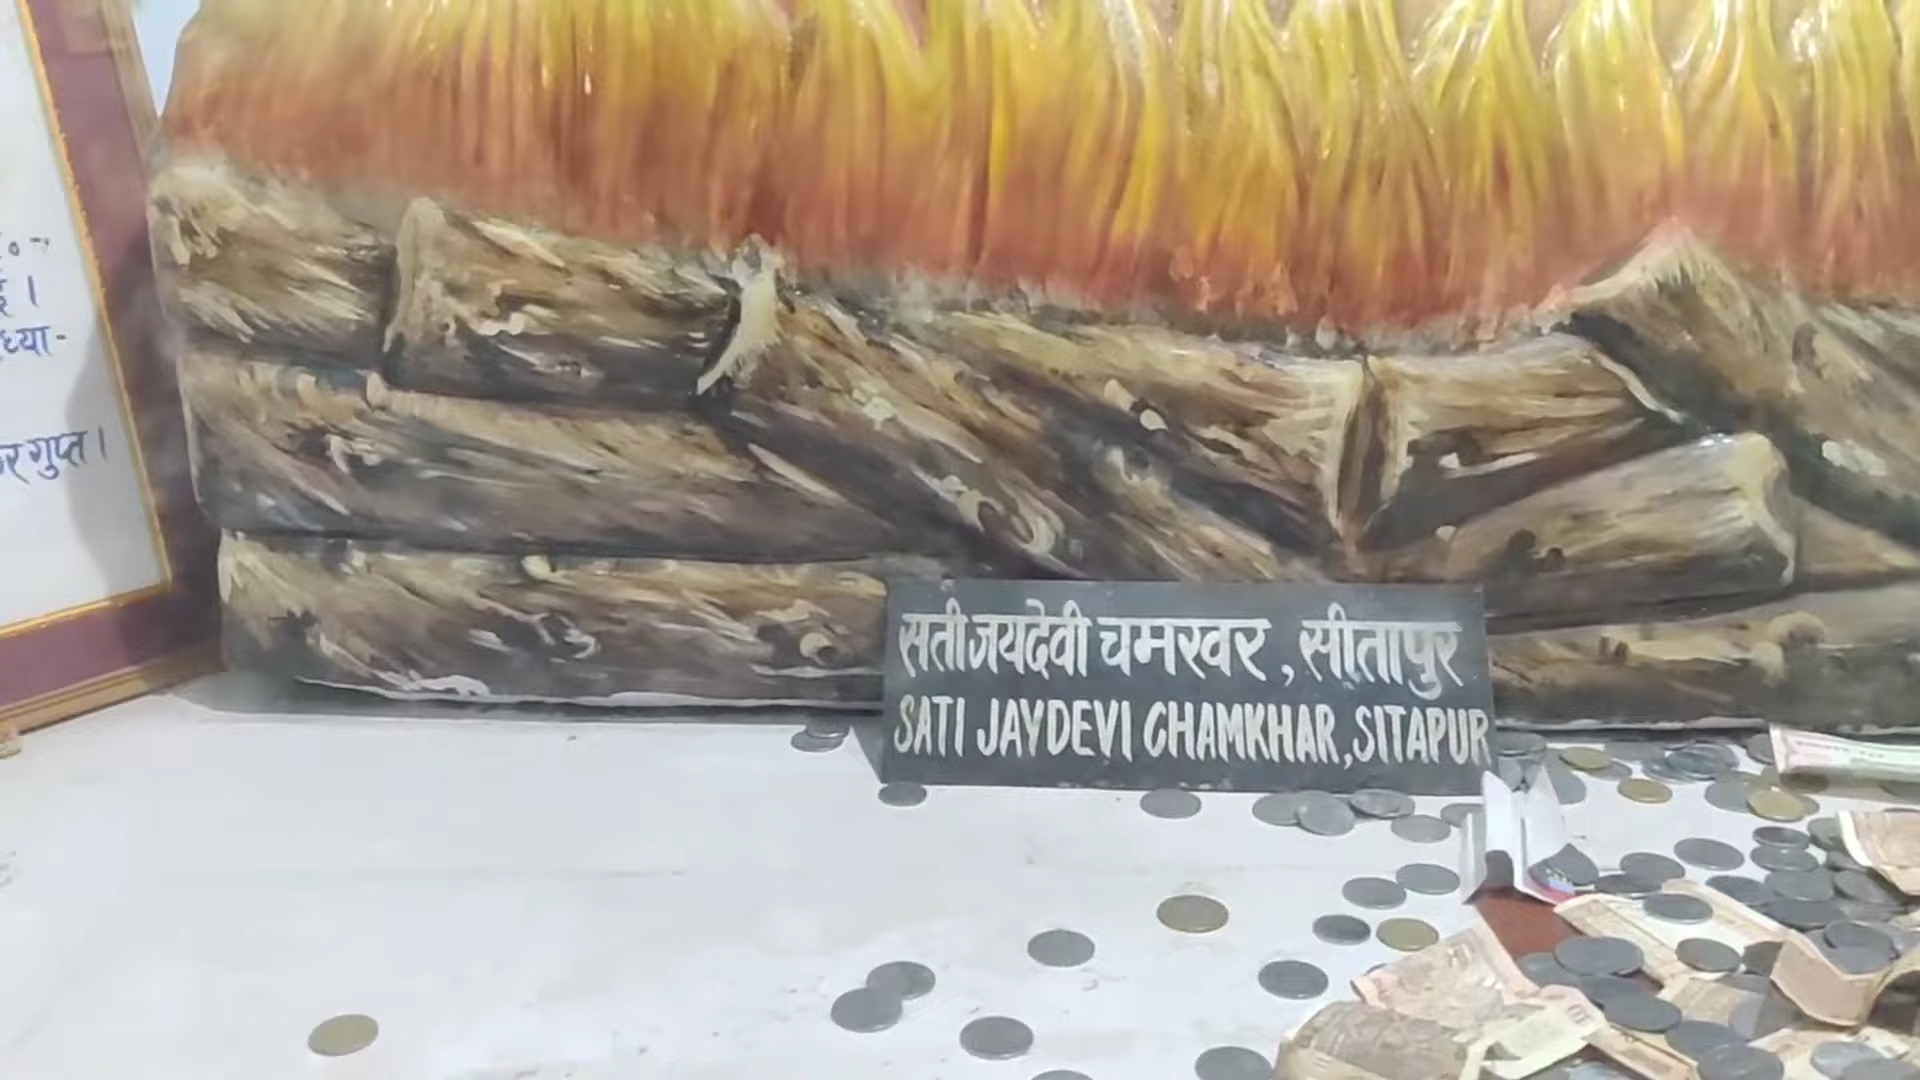 ई ।
ध्या-
गुप्त ।
सती जयदेवी चमखर, सीतापुर
SATI JAYDEVI CHAMKHAR, SITAPUR